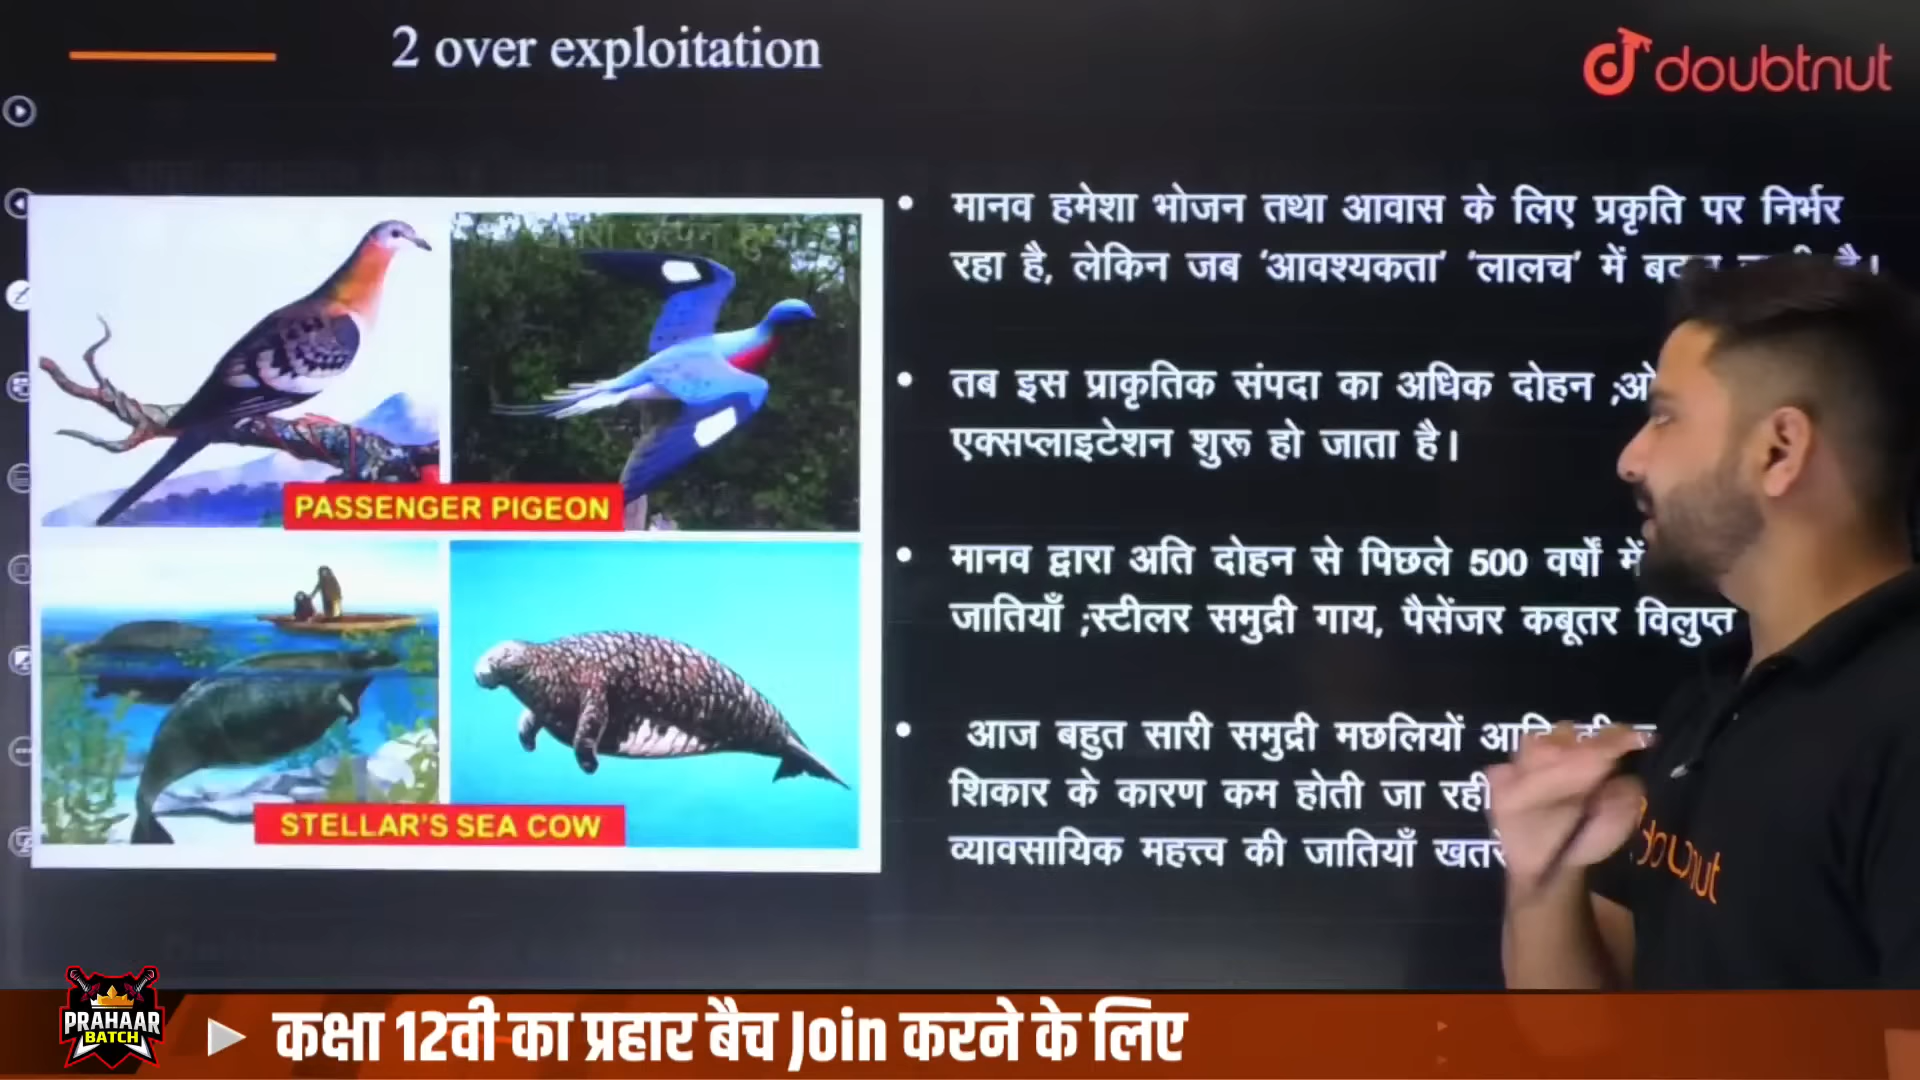 2 over exploitation
doubtnut
मानव हमेशा भोजन तथा आवास के लिए प्रकृति पर निर्भर
रहा है, लेकिन जब 'आवश्यकता' 'लालच' में है।
तब इस प्राकृतिक संपदा का अधिक दोहन
एक्सप्लाइटेशन शुरू हो जाता है।
मानव द्वारा अति दोहन से पिछले 500 वर्षों में
जातियाँ ;स्टीलर समुद्री गाय, पैसेंजर कबूतर विलुप्त
आज बहुत सारी समुद्री मछलियों
शिकार के कारण कम होती जा रही
व्यावसायिक महत्त्व की जातियाँ
PASSENGER PIGEON
STELLAR'S SEA COW
doubtnut
PRAHAAR
BATCH
कक्षा 12वी का प्रहार बैच Join करने के लिए